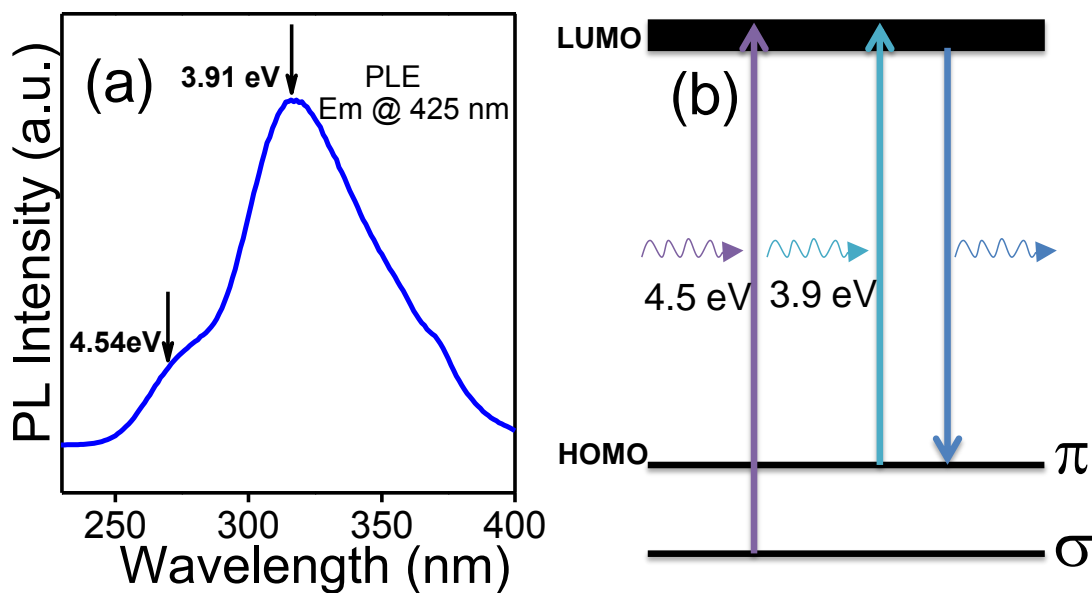 (a)
3.91 eV
PLE
Em @ 425 nm
4.54eV
PL Intensity (a.u.)
250 300 350 400
Wavelength (nm)
LUMO
(b)
4.5 eV
3.9 eV
HOMO
π
σ